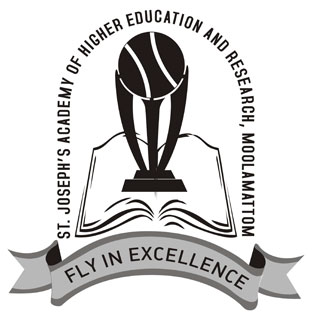 ST. JOSEPH'S ACADEMY OF HIGHER EDUCATION AND RESEARCH, MOOLAMATTOM
FLY IN EXCELLENCE